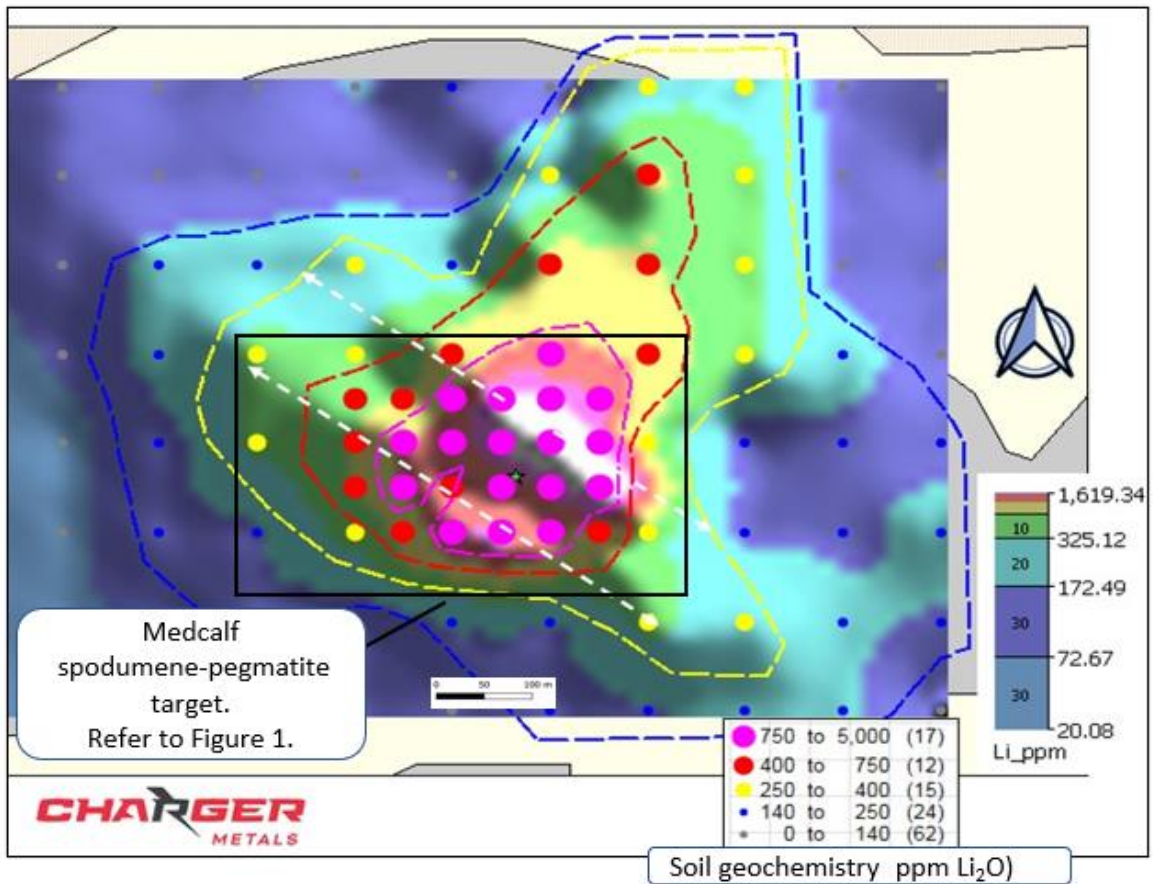 1,619.34
10
325.12
20
172.49
30
72.67
30
20.08
Li_ppm
Medcalf
spodumene-pegmatite
target.
Refer to Figure 1.
0 50 100 m
750 to 5,000 (17)
400 to 750 (12)
250 to 400 (15)
140 to 250 (24)
0 to 140 (62)
CHARGER
METALS
Soil geochemistry ppm Li₂O)